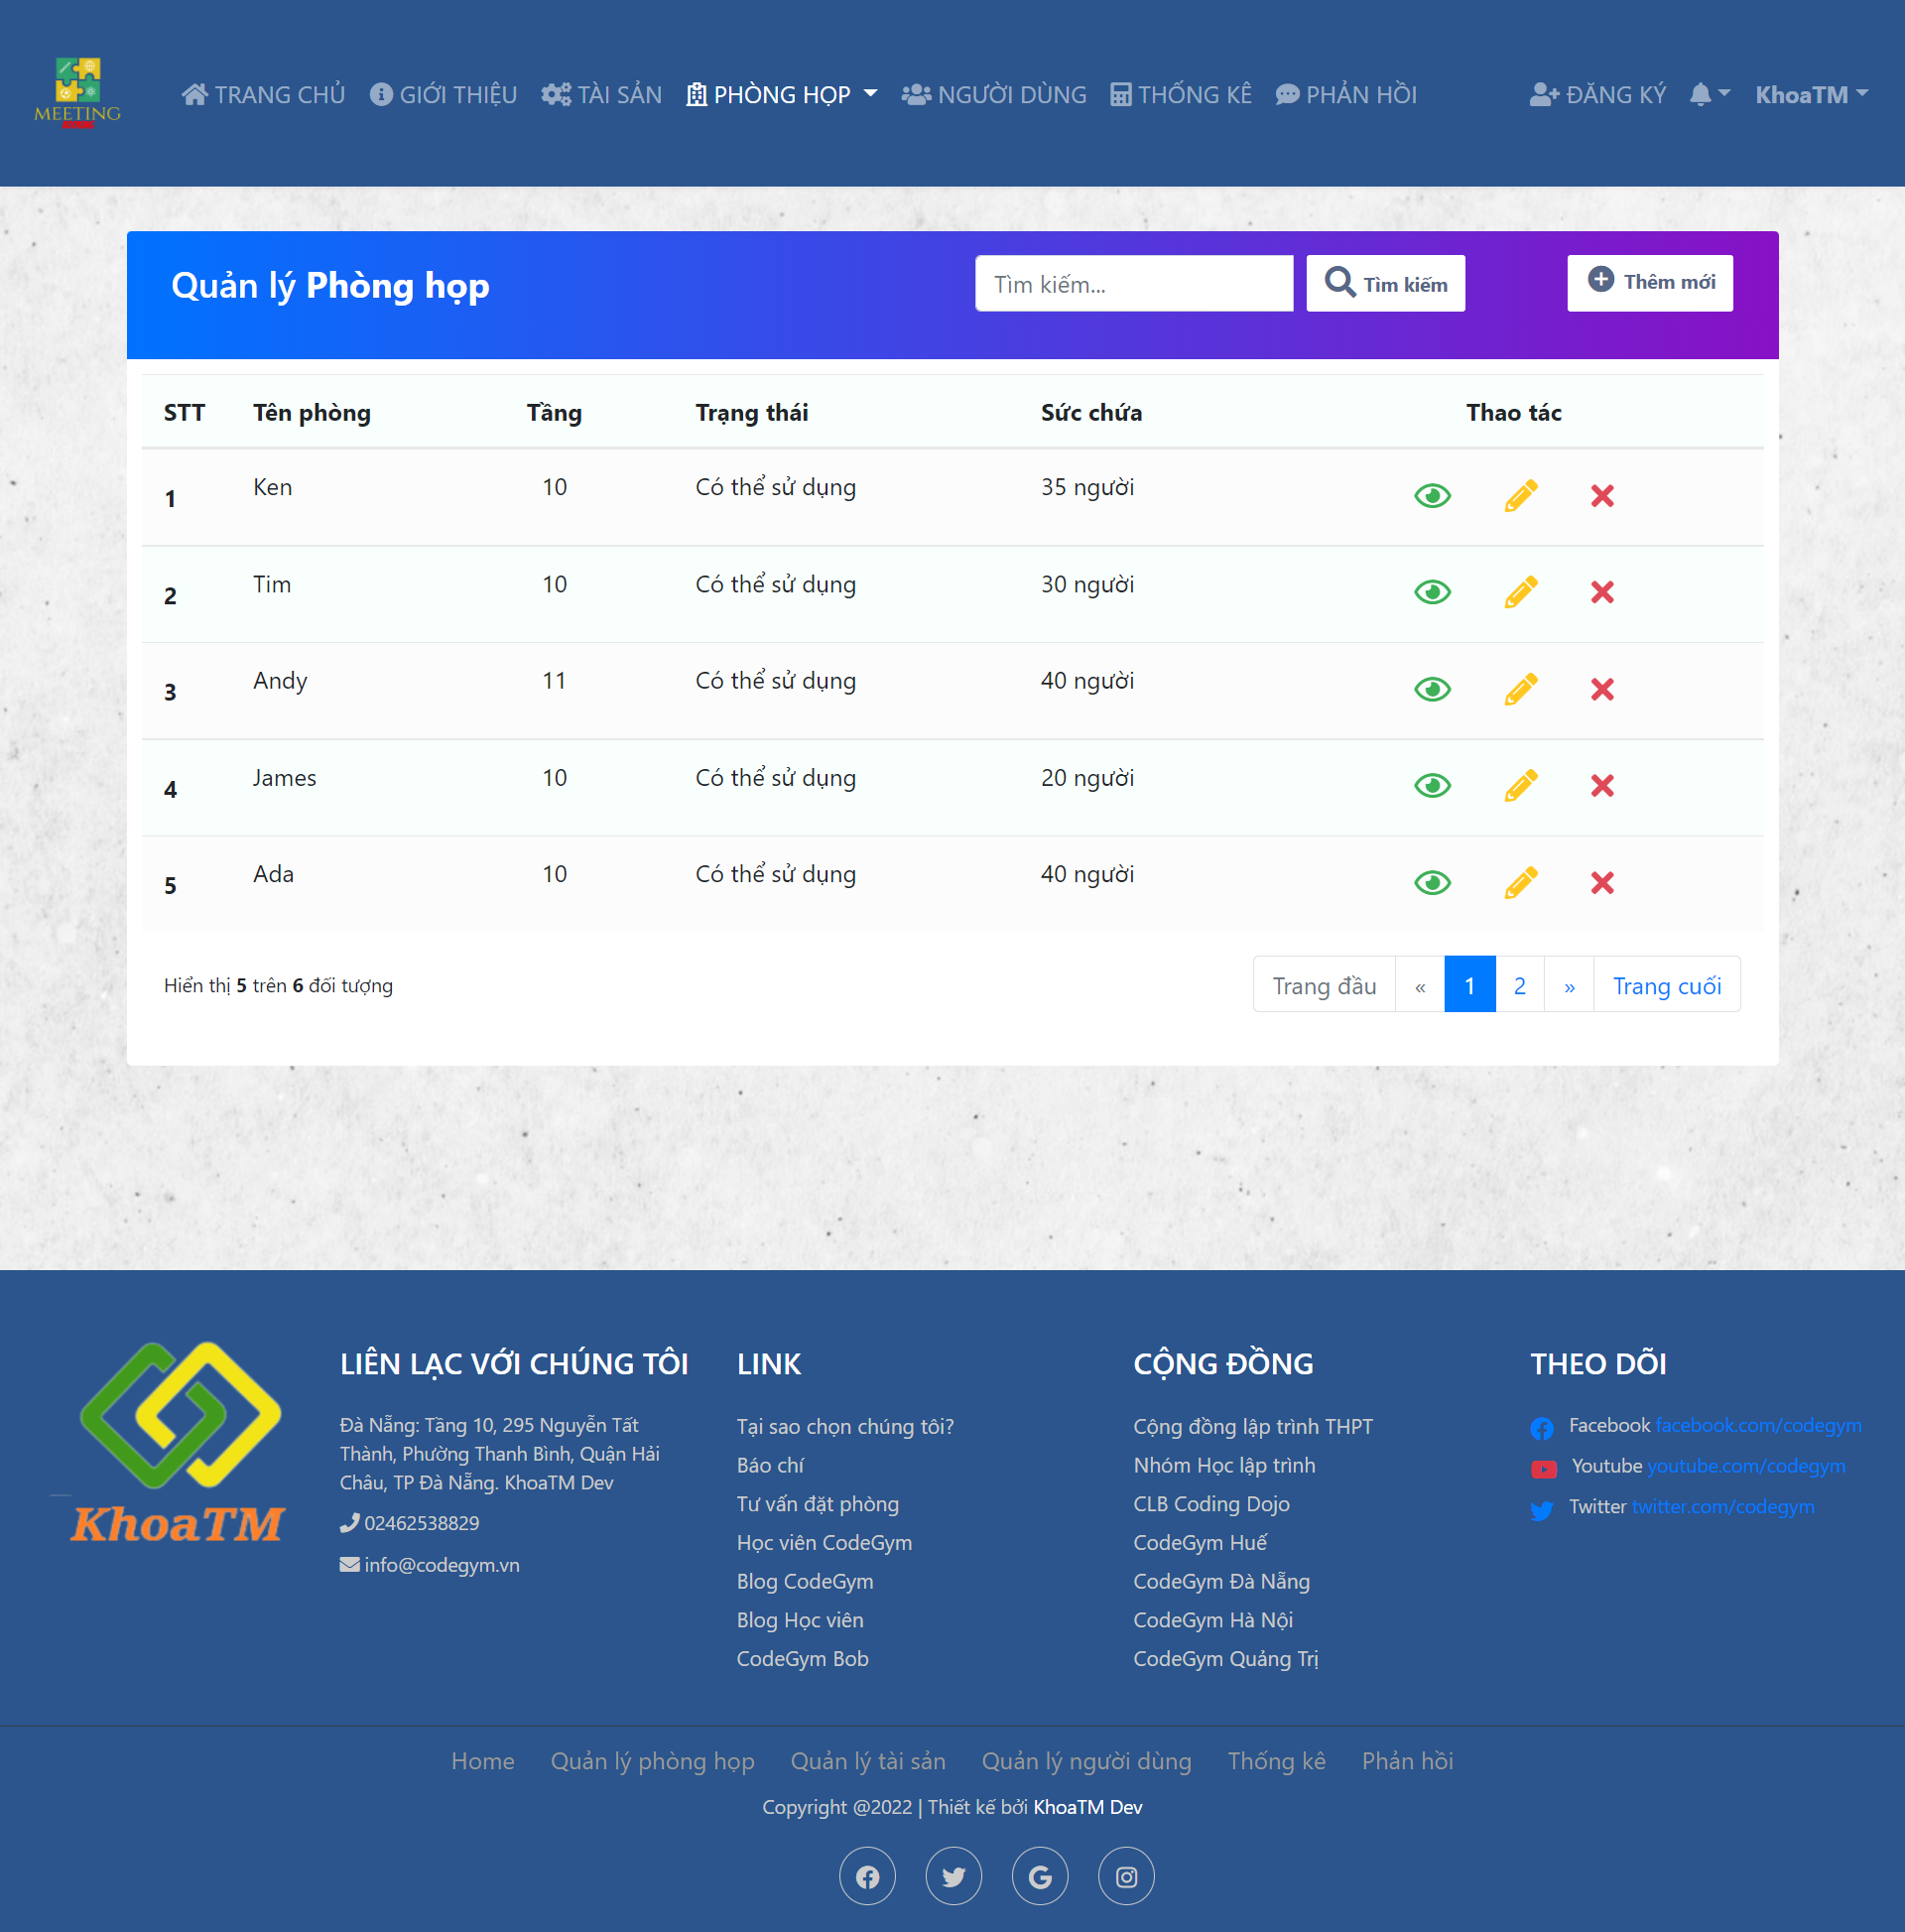 MEETING
TRANG CHỦ GIỚI THIỆU TÀI SẢN PHÒNG HỌP NGƯỜI DÙNG THỐNG KÊ PHẢN HỒI ĐĂNG KÝ KhoaTM
Quản lý Phòng họp Tìm kiếm... Tìm kiếm Thêm mới
STT Tên phòng Tầng Trạng thái Sức chứa Thao tác
1 Ken 10 Có thể sử dụng 35 người
2 Tim 10 Có thể sử dụng 30 người
3 Andy 11 Có thể sử dụng 40 người
4 James 10 Có thể sử dụng 20 người
5 Ada 10 Có thể sử dụng 40 người
Hiển thị 5 trên 6 đối tượng Trang đầu « 1 2 » Trang cuối
KhoaTM
LIÊN LẠC VỚI CHÚNG TÔI
Đà Nẵng: Tầng 10, 295 Nguyễn Tất
Thành, Phường Thanh Bình, Quận Hải
Châu, TP Đà Nẵng. KhoaTM Dev
02462538829
info@codegym.vn
LINK
Tại sao chọn chúng tôi?
Báo chí
Tư vấn đặt phòng
Học viên CodeGym
Blog CodeGym
Blog Học viên
CodeGym Bob
CỘNG ĐỒNG
Cộng đồng lập trình THPT
Nhóm Học lập trình
CLB Coding Dojo
CodeGym Huế
CodeGym Đà Nẵng
CodeGym Hà Nội
CodeGym Quảng Trị
THEO DÕI
Facebook facebook.com/codegym
Youtube youtube.com/codegym
Twitter twitter.com/codegym
Home Quản lý phòng họp Quản lý tài sản Quản lý người dùng Thống kê Phản hồi
Copyright @2022 | Thiết kế bởi KhoaTM Dev